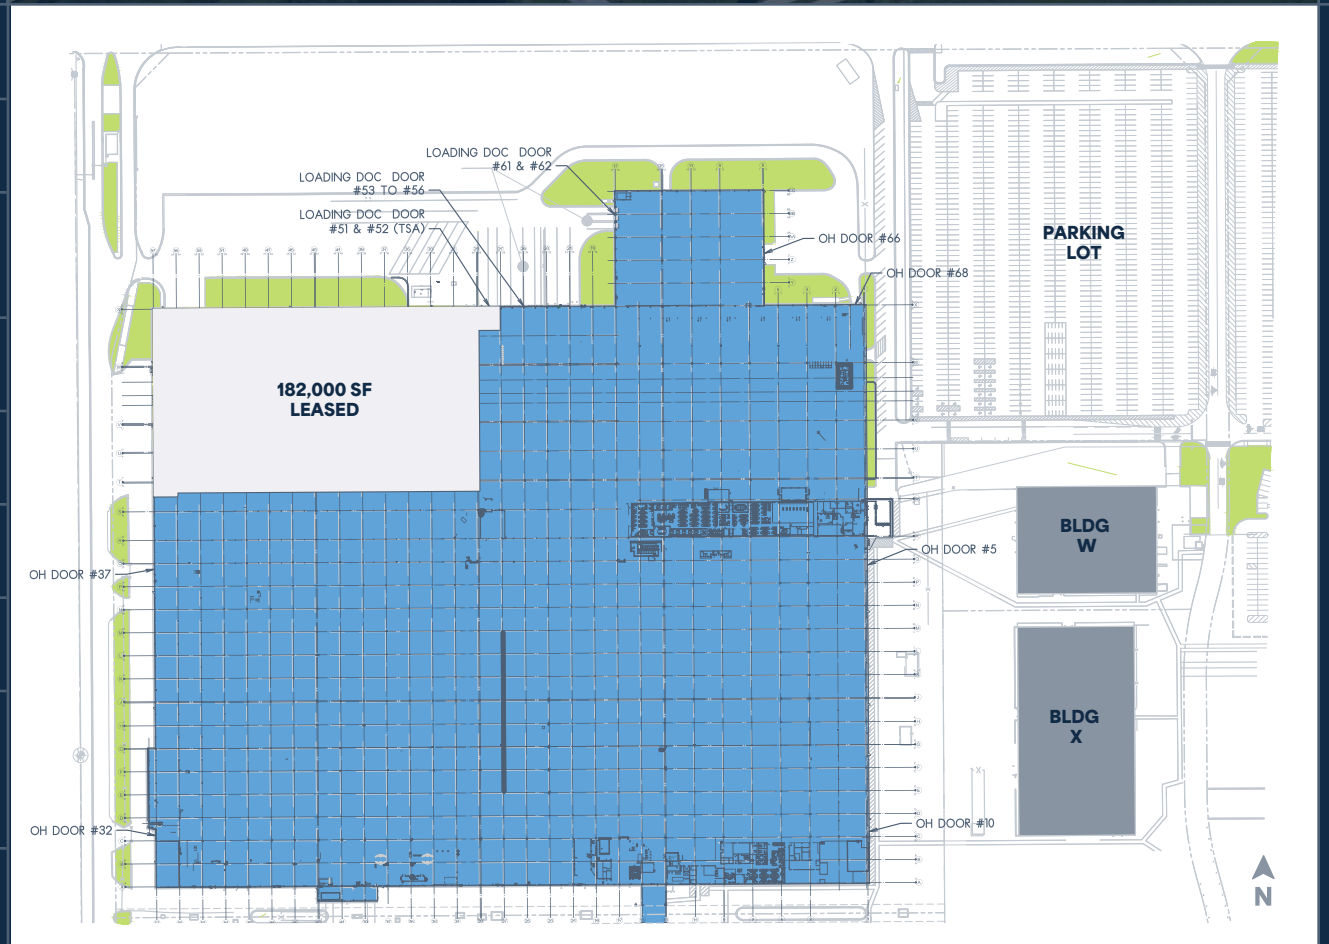 LOADING DOC DOOR
#61 & #62
LOADING DOC DOOR
#53 TO #56
LOADING DOC DOOR
#51 & #52 (TSA)
OH DOOR #66
OH DOOR #68
PARKING
LOT
182,000 SF
LEASED
BLDG
W
OH DOOR #5
OH DOOR #37
BLDG
X
OH DOOR #10
OH DOOR #32
N